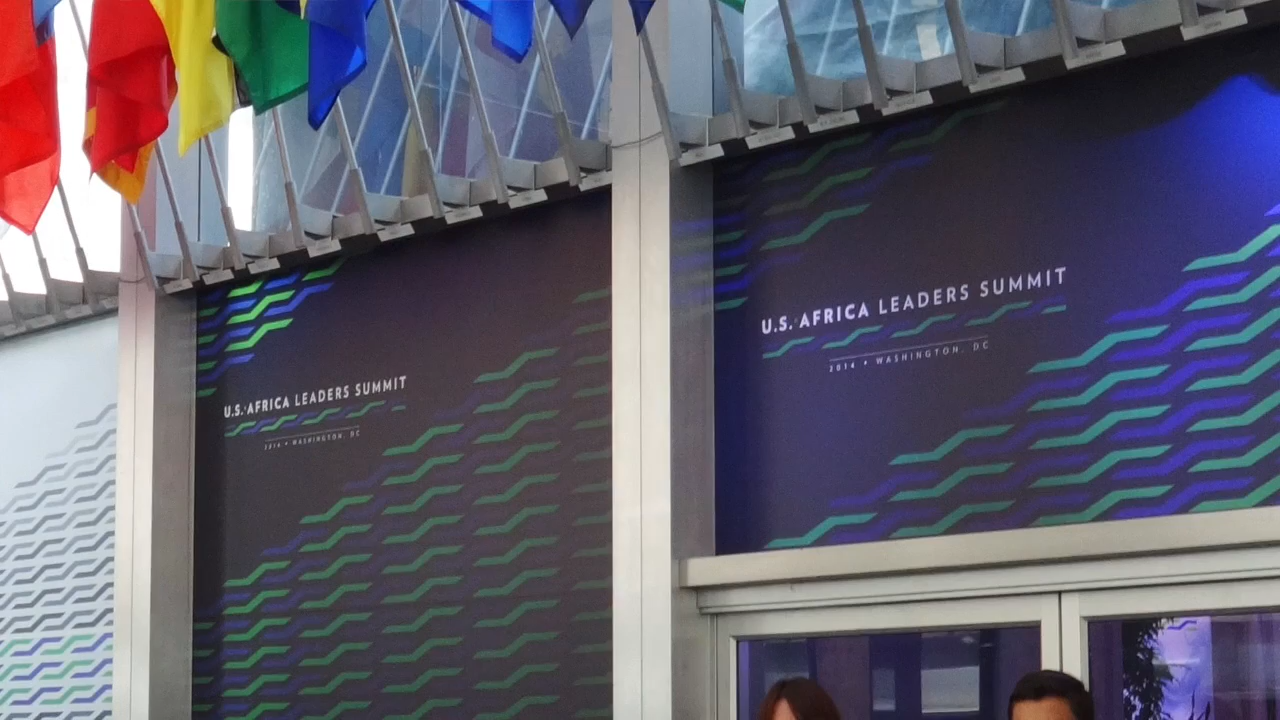 U.S. AFRICA LEADERS SUMMIT
2014 • WASHINGTON, DC
U.S. AFRICA LEADERS SUMMIT
2014 • WASHINGTON, DC